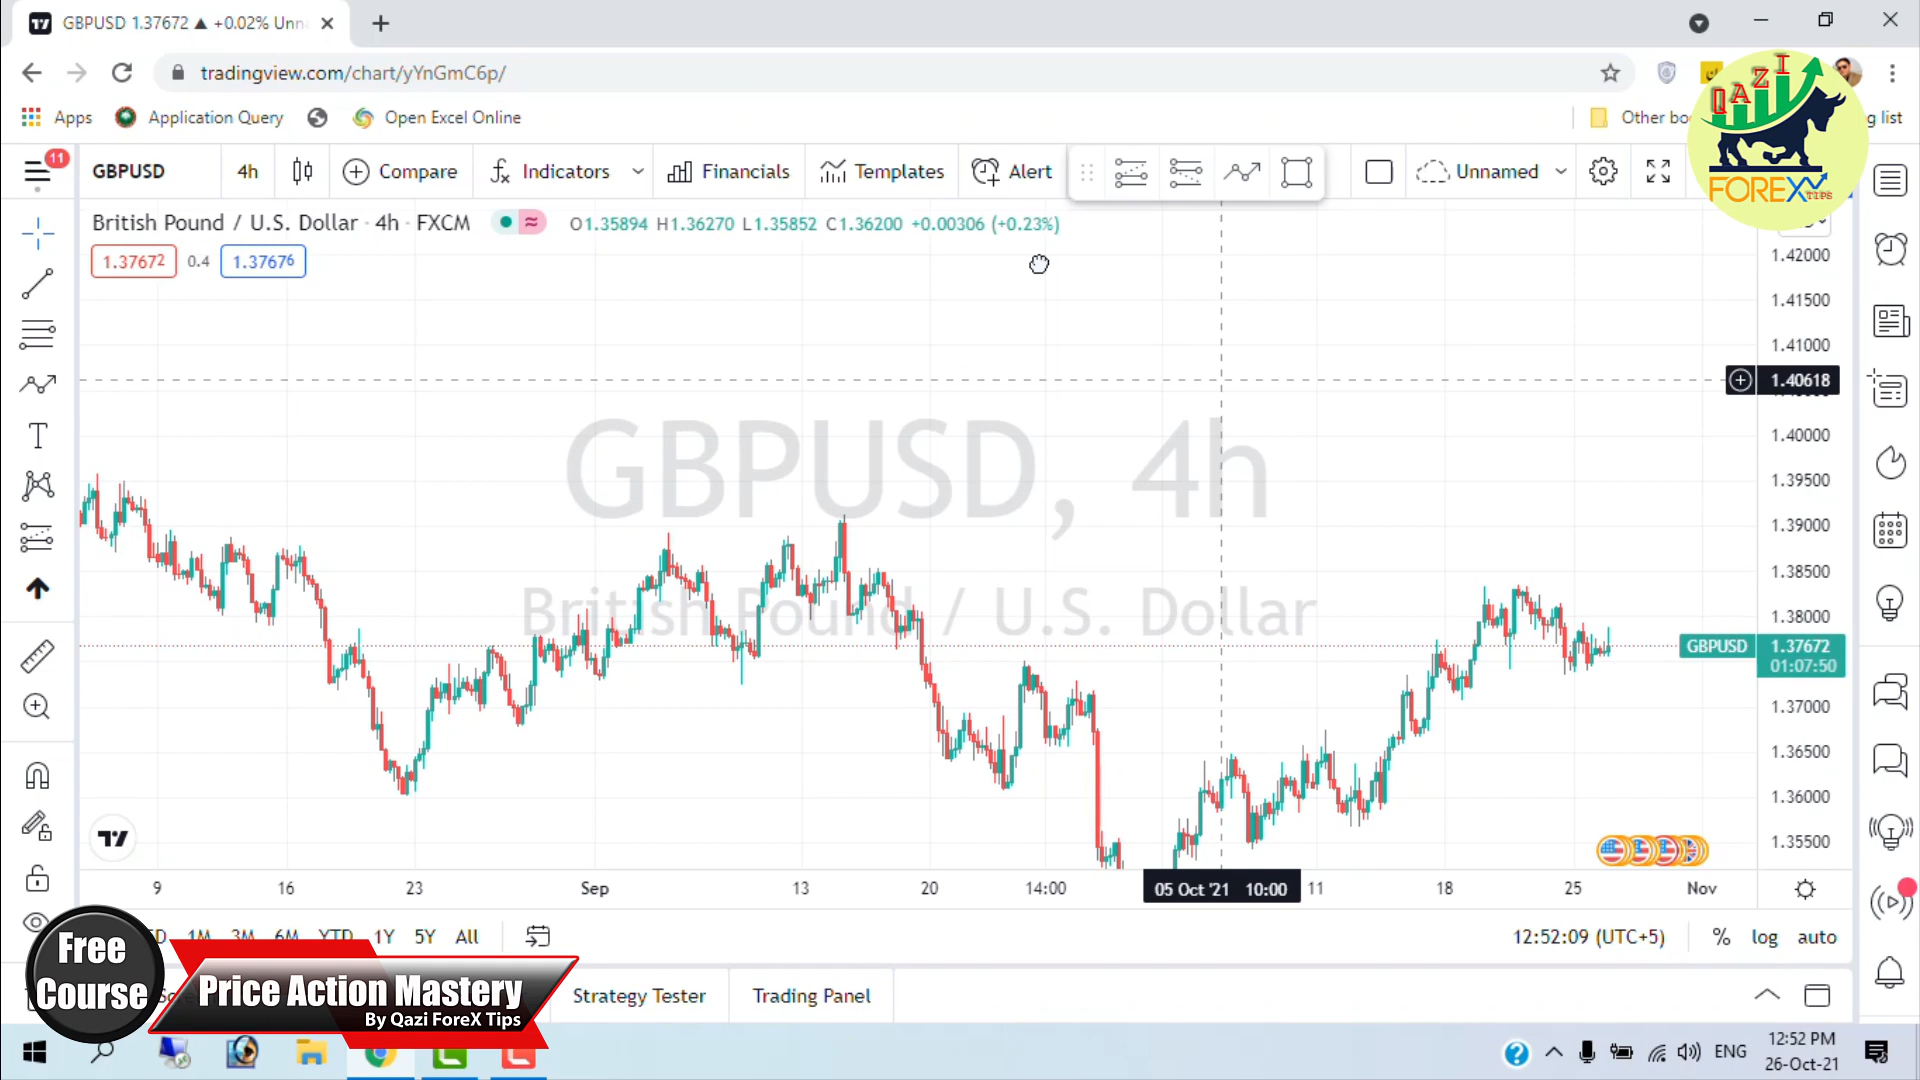 GBPUSD 1.37672 ▲ +0.02% Unn
tradingview.com/chart/yYnGmC6p/
Apps
Application Query
Open Excel Online
Other bo
g list
QAZI
FOREX TIPS
11
GBPUSD
4h
Compare
Indicators
Financials
Templates
Alert
Unnamed
British Pound / U.S. Dollar · 4h · FXCM
O1.35894 H1.36270 L1.35852 C1.36200 +0.00306 (+0.23%)
1.37672 0.4 1.37676
1.42000
1.41500
1.41000
1.40618
1.40000
1.39500
1.39000
1.38500
1.38000
GBPUSD 1.37672
01:07:50
1.37000
1.36500
1.36000
1.35500
GBPUSD, 4h
British Pound / U.S. Dollar
9 16 23 Sep 13 20 14:00 05 Oct '21 10:00 11 18 25 Nov
D 1M 3M 6M YTD 1Y 5Y All
12:52:09 (UTC+5) % log auto
Strategy Tester
Trading Panel
Free
Course
Price Action Mastery
By Qazi ForeX Tips
ENG
12:52 PM
26-Oct-21